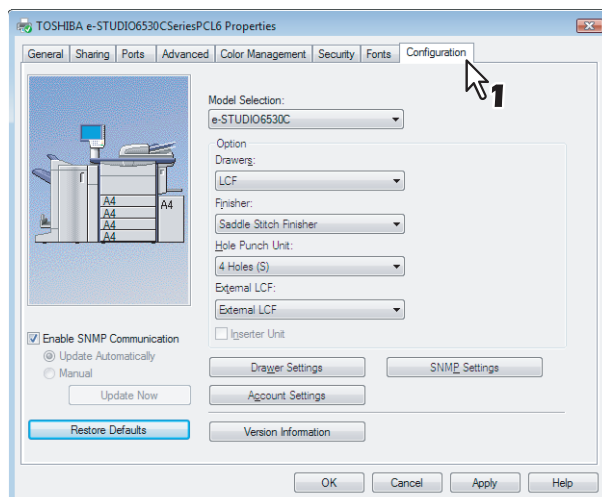 TOSHIBA e-STUDIO6530CSeriesPCL6 Properties
General Sharing Ports Advanced Color Management Security Fonts Configuration
1
Model Selection:
e-STUDIO6530C
Option
Drawers:
LCF
Finisher:
Saddle Stitch Finisher
Hole Punch Unit:
4 Holes (S)
External LCF:
External LCF
Inserter Unit
A4
A4
A4
A4
A4
Enable SNMP Communication
Update Automatically
Manual
Update Now
Restore Defaults
Drawer Settings
SNMP Settings
Account Settings
Version Information
OK Cancel Apply Help